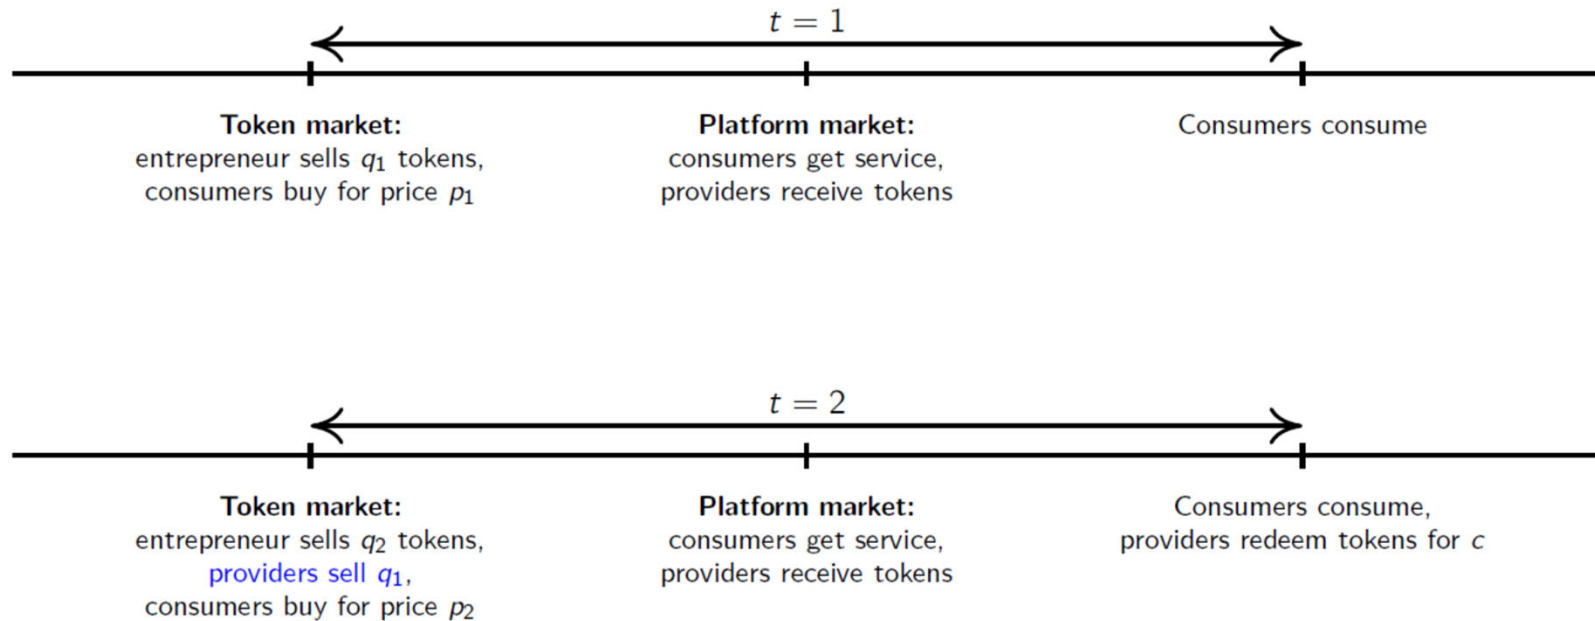 t = 1
Token market:
entrepreneur sells q₁ tokens,
consumers buy for price p₁
Platform market:
consumers get service,
providers receive tokens
Consumers consume
t = 2
Token market:
entrepreneur sells q₂ tokens,
providers sell q₁,
consumers buy for price p₂
Platform market:
consumers get service,
providers receive tokens
Consumers consume,
providers redeem tokens for c